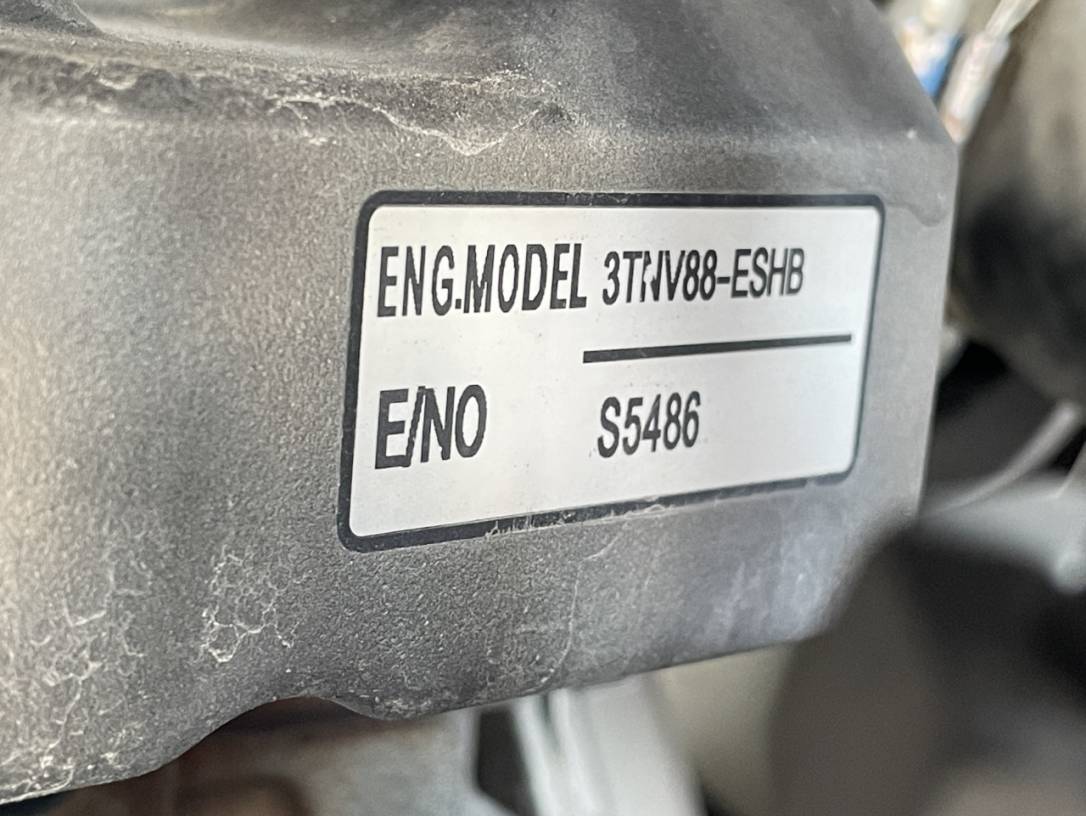 ENG.MODEL 3TNV88-ESHB
E/NO S5486